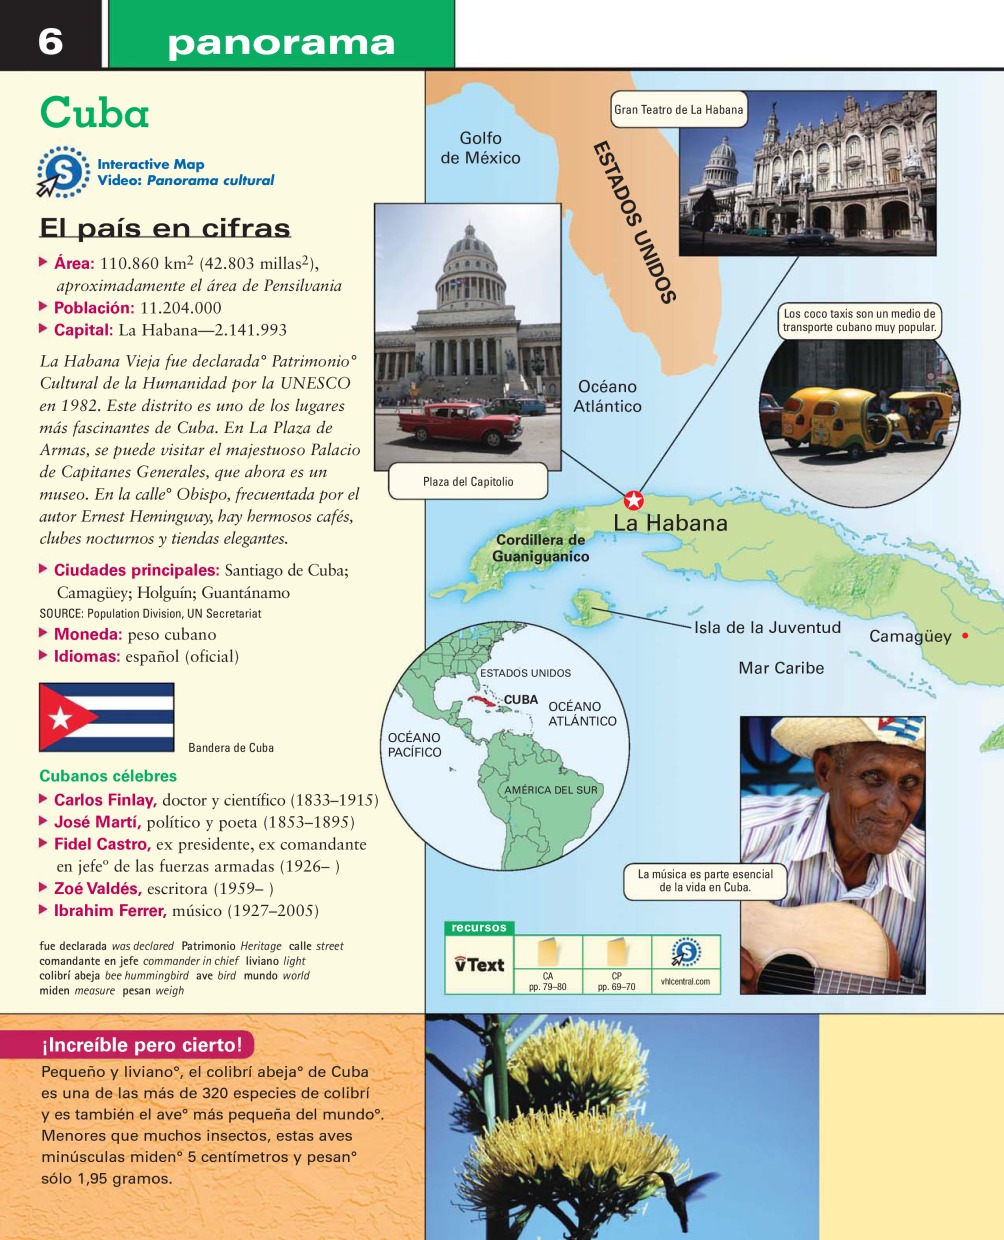 6
panorama
Cuba
Interactive Map
Video: Panorama cultural
El país en cifras
Área: 110.860 km² (42.803 millas²),
aproximadamente el área de Pensilvania
Población: 11.204.000
Capital: La Habana—2.141.993
La Habana Vieja fue declarada° Patrimonio°
Cultural de la Humanidad por la UNESCO
en 1982. Este distrito es uno de los lugares
más fascinantes de Cuba. En La Plaza de
Armas, se puede visitar el majestuoso Palacio
de Capitanes Generales, que ahora es un
museo. En la calle° Obispo, frecuentada por el
autor Ernest Hemingway, hay hermosos cafés,
clubes nocturnos y tiendas elegantes.
Ciudades principales: Santiago de Cuba;
Camagüey; Holguín; Guantánamo
SOURCE: Population Division, UN Secretariat
Moneda: peso cubano
Idiomas: español (oficial)
Bandera de Cuba
Cubanos célebres
Carlos Finlay, doctor y científico (1833–1915)
José Martí, político y poeta (1853–1895)
Fidel Castro, ex presidente, ex comandante
en jefe° de las fuerzas armadas (1926– )
Zoé Valdés, escritora (1959– )
Ibrahim Ferrer, músico (1927–2005)
fue declarada was declared Patrimonio Heritage calle street
comandante en jefe commander in chief liviano light
colibrí abeja bee hummingbird ave bird mundo world
miden measure pesan weigh
Golfo
de México
ESTADOS UNIDOS
Gran Teatro de La Habana
Plaza del Capitolio
Océano
Atlántico
Los coco taxis son un medio de
transporte cubano muy popular.
La Habana
Cordillera de
Guaniguanico
Isla de la Juventud
Camagüey
Mar Caribe
ESTADOS UNIDOS
CUBA
OCÉANO
ATLÁNTICO
OCÉANO
PACÍFICO
AMÉRICA DEL SUR
La música es parte esencial
de la vida en Cuba.
recursos
vText
CA
pp. 79–80
CP
pp. 69–70
vhlcentral.com
¡Increíble pero cierto!
Pequeño y liviano°, el colibrí abeja° de Cuba
es una de las más de 320 especies de colibrí
y es también el ave° más pequeña del mundo°.
Menores que muchos insectos, estas aves
minúsculas miden° 5 centímetros y pesan°
sólo 1,95 gramos.